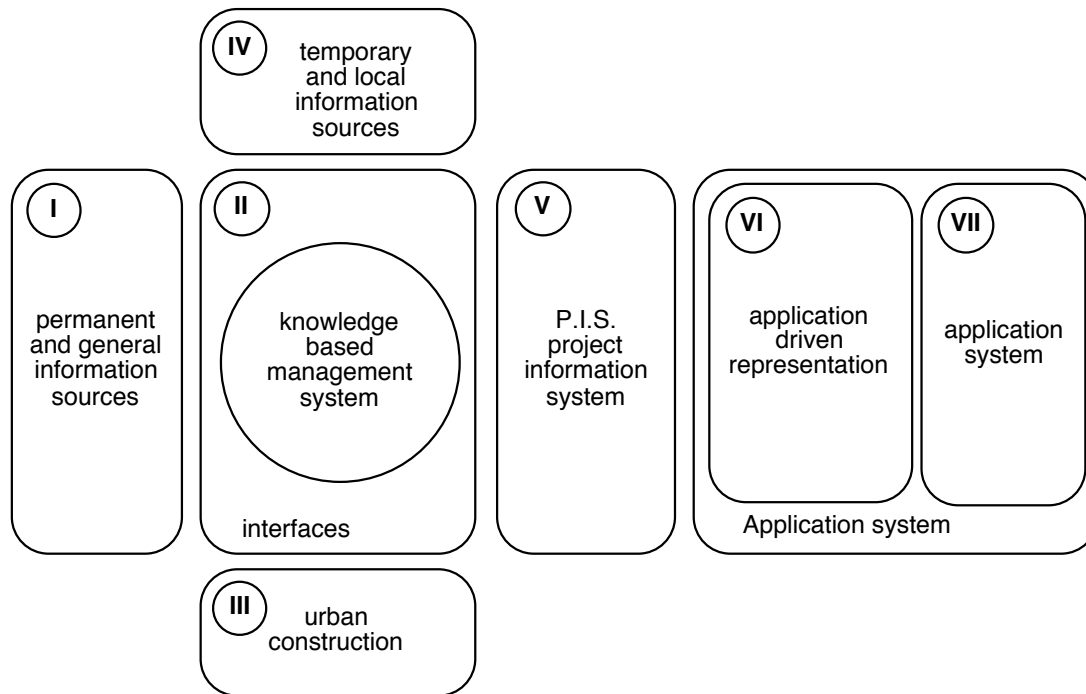 IV
temporary
and local
information
sources
I
permanent
and general
information
sources
II
knowledge
based
management
system
interfaces
V
P.I.S.
project
information
system
VI
application
driven
representation
VII
application
system
Application system
III
urban
construction